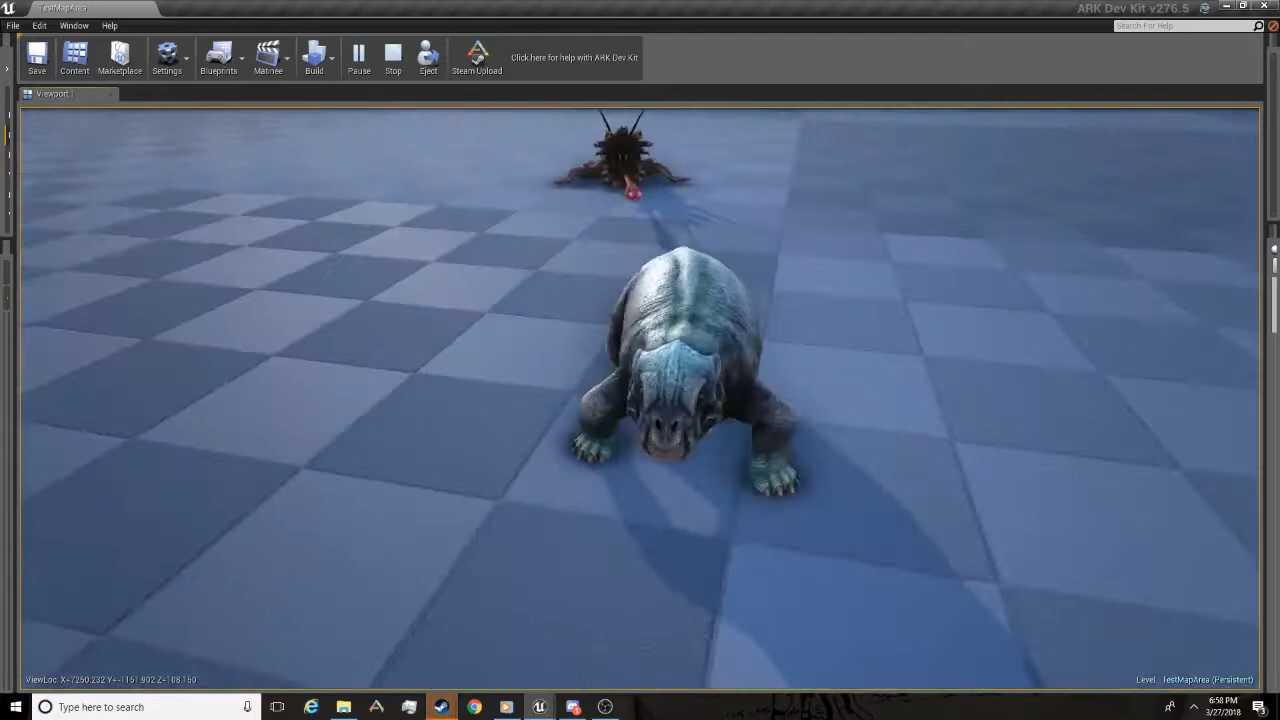 TestMapArea
ARK Dev Kit v276.5
File Edit Window Help
Search For Help
Save Content Marketplace Settings Blueprints Matinee Build Pause Stop Eject Steam Upload Click here for help with ARK Dev Kit
Viewport 1
ViewLoc: X=7250.232 Y=-1151.902 Z=108.150
Level: TestMapArea (Persistent)
Type here to search
6:58 PM
3/27/2018